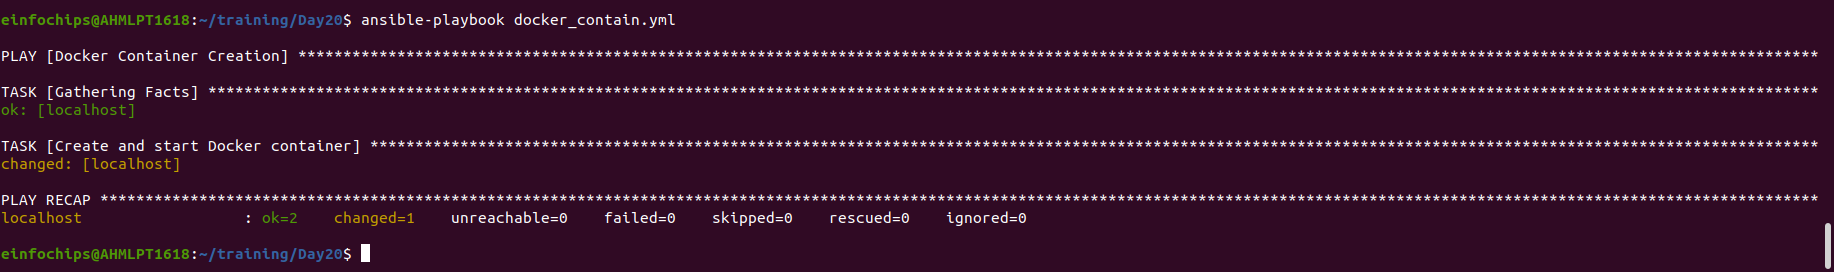 einfochips@AHMLPT1618:~/training/Day20$ ansible-playbook docker_contain.yml
PLAY [Docker Container Creation] *************************************************************************************************************************************************************************
TASK [Gathering Facts] ***********************************************************************************************************************************************************************************
ok: [localhost]
TASK [Create and start Docker container] *****************************************************************************************************************************************************************
changed: [localhost]
PLAY RECAP ***********************************************************************************************************************************************************************************************
localhost                  : ok=2    changed=1    unreachable=0    failed=0    skipped=0    rescued=0    ignored=0
einfochips@AHMLPT1618:~/training/Day20$